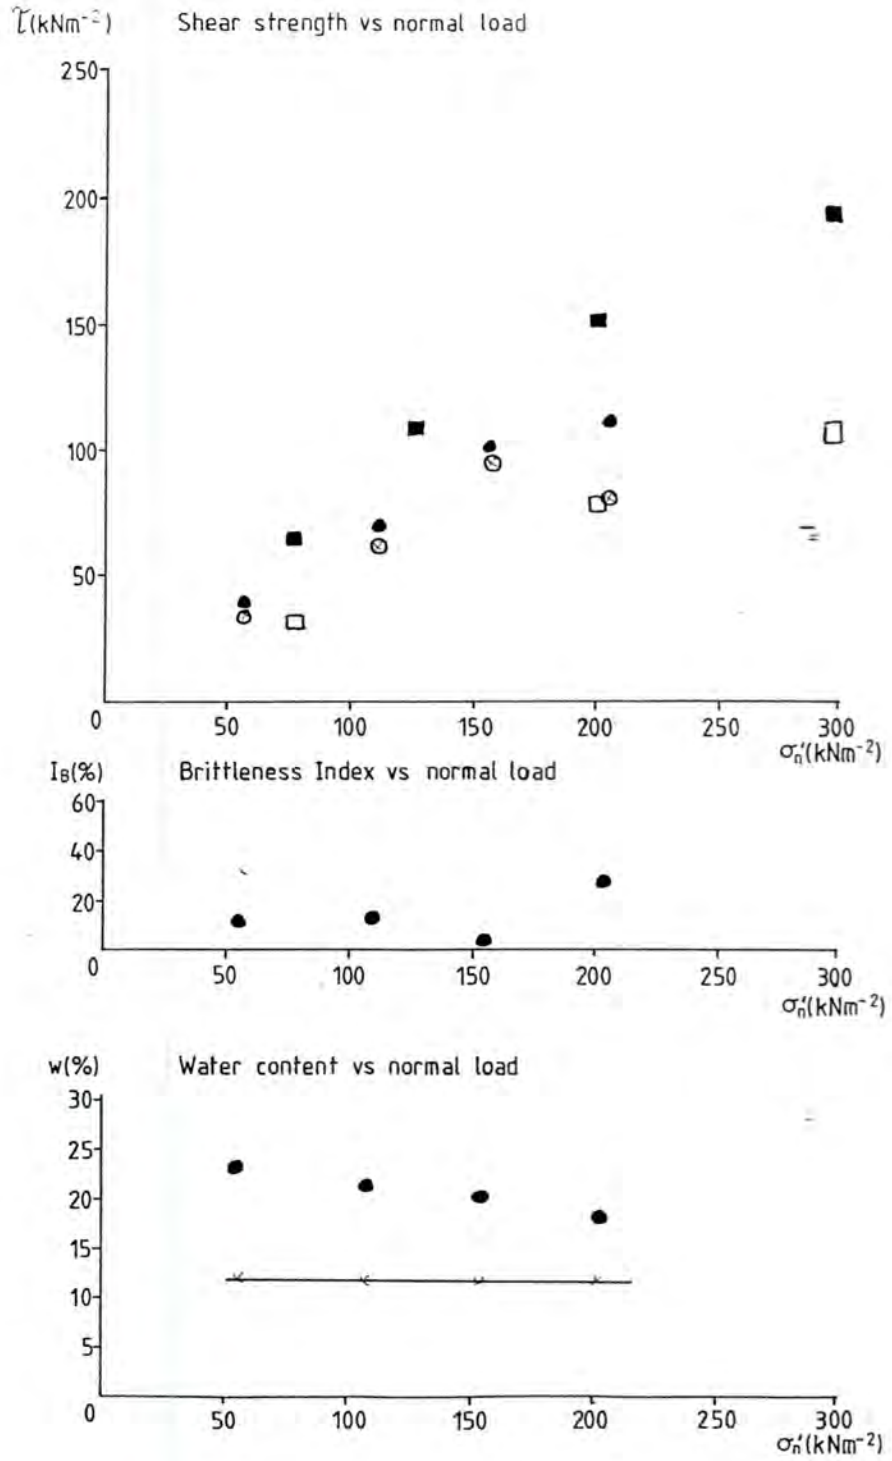 τ(kNm⁻²) Shear strength vs normal load
250
200
150
100
50
0 50 100 150 200 250 300
σn'(kNm⁻²)
IB(%) Brittleness Index vs normal load
60
40
20
0 50 100 150 200 250 300
σn'(kNm⁻²)
w(%) Water content vs normal load
30
25
20
15
10
5
0 50 100 150 200 250 300
σn'(kNm⁻²)